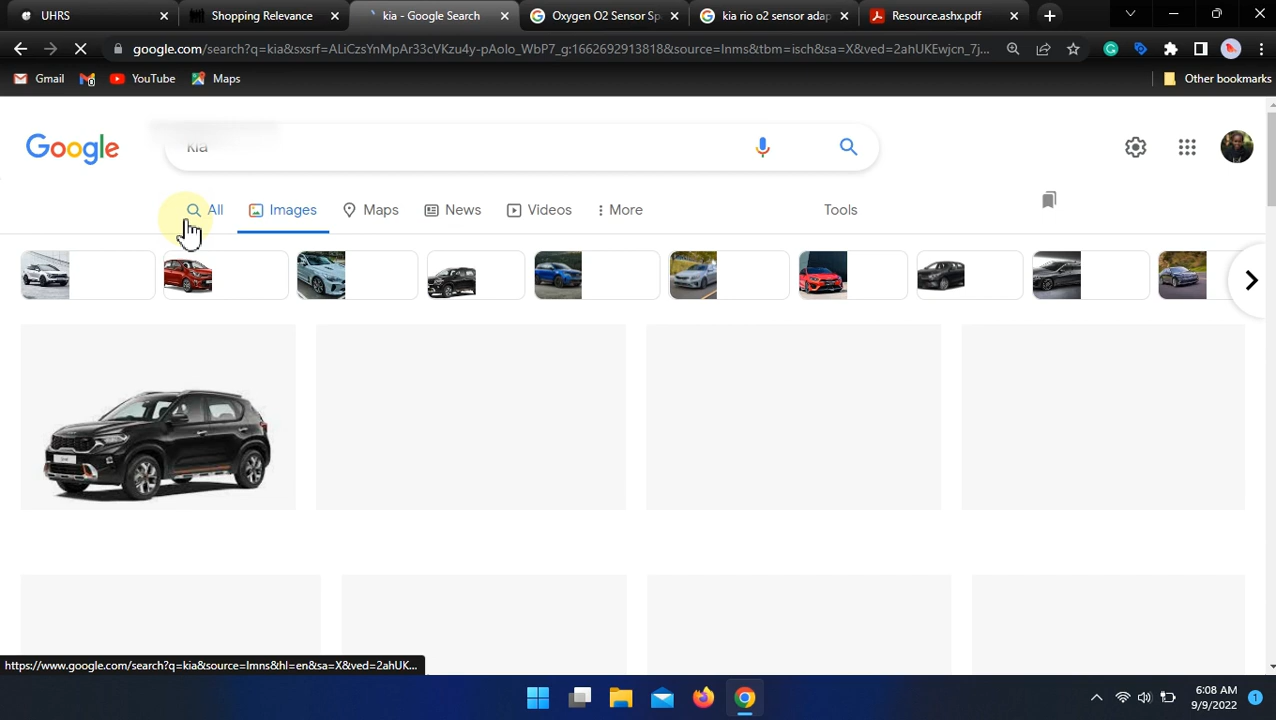 UHRS
Shopping Relevance
kia - Google Search
Oxygen O2 Sensor Sp
kia rio o2 sensor adap
Resource.ashx.pdf
google.com/search?q=kia&sxsrf=ALiCzsYnMpAr33cVKzu4y-pAoIo_WbP7_g:1662692913818&source=lnms&tbm=isch&sa=X&ved=2ahUKEwjcn_7j...
Gmail
YouTube
Maps
Other bookmarks
Google
kia
All
Images
Maps
News
Videos
More
Tools
https://www.google.com/search?q=kia&source=lmns&hl=en&sa=X&ved=2ahUK...
6:08 AM
9/9/2022
1